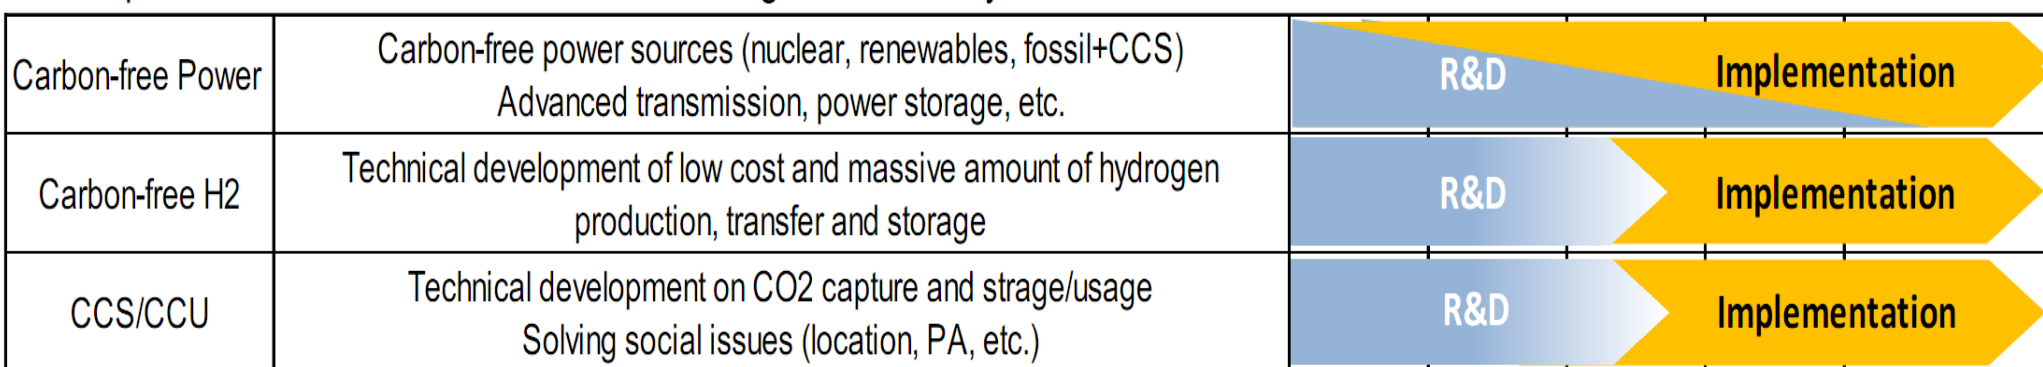 Carbon-free Power
Carbon-free power sources (nuclear, renewables, fossil+CCS)
Advanced transmission, power storage, etc.
R&D
Implementation
Carbon-free H2
Technical development of low cost and massive amount of hydrogen
production, transfer and storage
R&D
Implementation
CCS/CCU
Technical development on CO2 capture and strage/usage
Solving social issues (location, PA, etc.)
R&D
Implementation